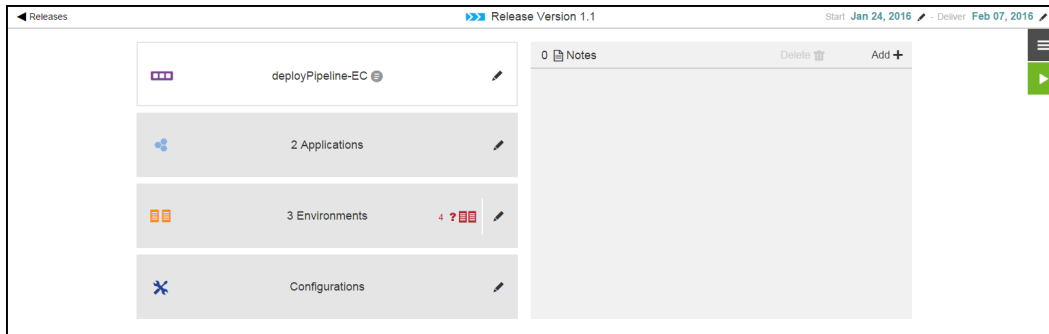 Releases
Release Version 1.1
Start Jan 24, 2016 - Deliver Feb 07, 2016
deployPipeline-EC
0 Notes Delete Add
2 Applications
3 Environments 4 ?
Configurations